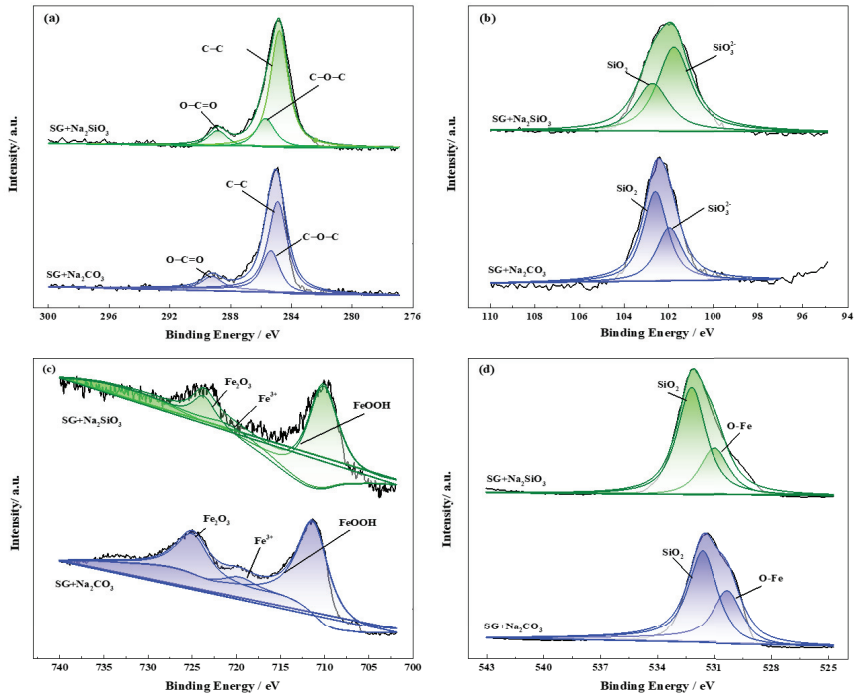 (a)
C–C
C–O–C
O–C=O
SG+Na₂SiO₃
C–C
C–O–C
O–C=O
SG+Na₂CO₃
Intensity/ a.u.
300 296 292 288 284 280 276
Binding Energy / eV
(b)
SiO₂
SiO₃²⁻
SG+Na₂SiO₃
SiO₂
SiO₃²⁻
SG+Na₂CO₃
Intensity/ a.u.
110 108 106 104 102 100 98 96 94
Binding Energy / eV
(c)
Fe₂O₃
Fe³⁺
FeOOH
SG+Na₂SiO₃
Fe₂O₃
Fe³⁺
FeOOH
SG+Na₂CO₃
Intensity/ a.u.
740 735 730 725 720 715 710 705 700
Binding Energy / eV
(d)
SiO₂
O-Fe
SG+Na₂SiO₃
SiO₂
O-Fe
SG+Na₂CO₃
Intensity/ a.u.
543 540 537 534 531 528 525
Binding Energy / eV